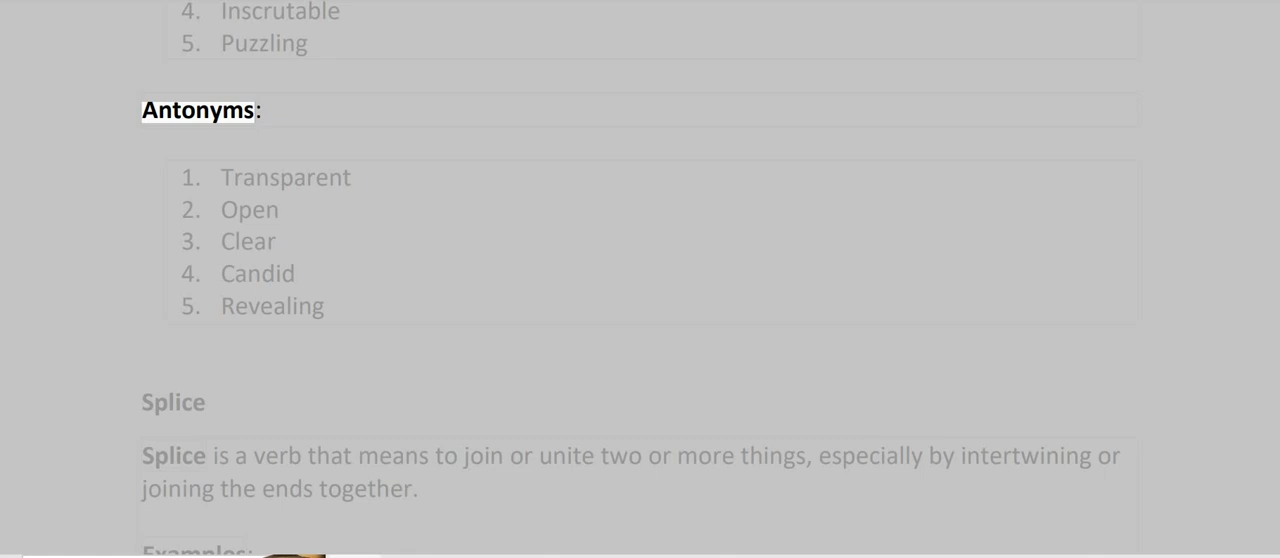 4. Inscrutable
5. Puzzling
Antonyms:
1. Transparent
2. Open
3. Clear
4. Candid
5. Revealing
Splice
Splice is a verb that means to join or unite two or more things, especially by intertwining or
joining the ends together.
Examples: